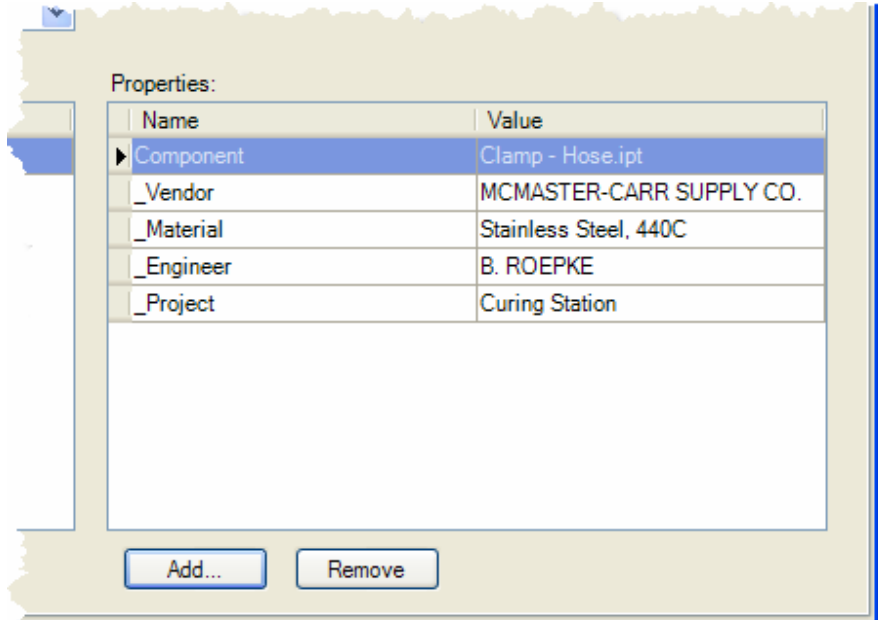 Properties:
Name Value
Component Clamp - Hose.ipt
_Vendor MCMASTER-CARR SUPPLY CO.
_Material Stainless Steel, 440C
_Engineer B. ROEPKE
_Project Curing Station
Add... Remove